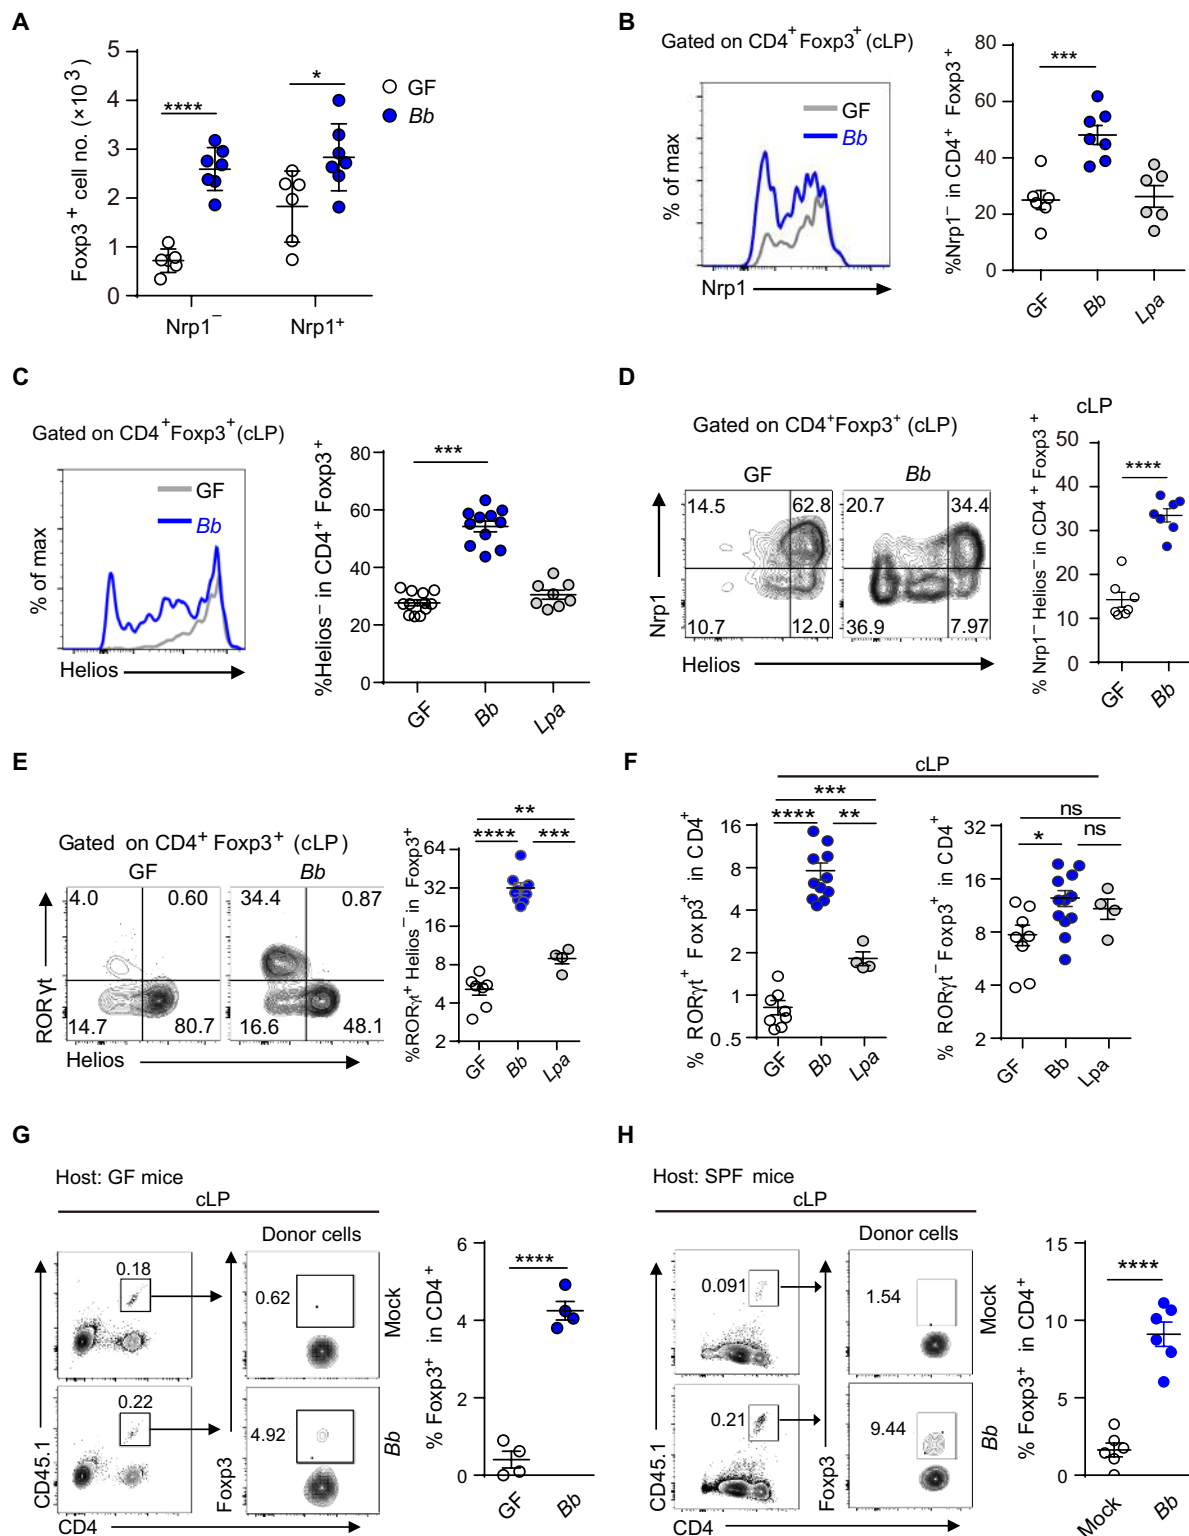 A
Foxp3⁺ cell no. (×10³)
5
4
3
2
1
0
****
*
GF
Bb
Nrp1⁻
Nrp1⁺
B
Gated on CD4⁺Foxp3⁺ (cLP)
% of max
GF
Bb
Nrp1
%Nrp1⁻ in CD4⁺ Foxp3⁺
80
60
40
20
0
***
GF
Bb
Lpa
C
Gated on CD4⁺Foxp3⁺(cLP)
% of max
GF
Bb
Helios
%Helios⁻ in CD4⁺ Foxp3⁺
80
60
40
20
0
***
GF
Bb
Lpa
D
Gated on CD4⁺Foxp3⁺ (cLP)
GF
Bb
14.5
62.8
20.7
34.4
10.7
12.0
36.9
7.97
Nrp1
Helios
cLP
% Nrp1⁻ Helios⁻ in CD4⁺ Foxp3⁺
50
40
30
20
10
0
****
GF
Bb
E
Gated on CD4⁺ Foxp3⁺ (cLP)
GF
Bb
4.0
0.60
34.4
0.87
14.7
80.7
16.6
48.1
RORγt
Helios
%RORγt⁺ Helios⁻ in Foxp3⁺
64
32
16
8
4
2
**
****
***
GF
Bb
Lpa
F
cLP
% RORγt⁺ Foxp3⁺ in CD4⁺
16
8
4
2
1
0.5
***
****
**
GF
Bb
Lpa
% RORγt⁻ Foxp3⁺ in CD4⁺
32
16
8
4
2
ns
*
ns
GF
Bb
Lpa
G
Host: GF mice
cLP
Donor cells
0.18
0.62
Mock
0.22
4.92
Bb
CD45.1
Foxp3
CD4
% Foxp3⁺ in CD4⁺
6
4
2
0
****
GF
Bb
H
Host: SPF mice
cLP
Donor cells
0.091
1.54
Mock
0.21
9.44
Bb
CD45.1
Foxp3
CD4
% Foxp3⁺ in CD4⁺
15
10
5
0
****
Mock
Bb